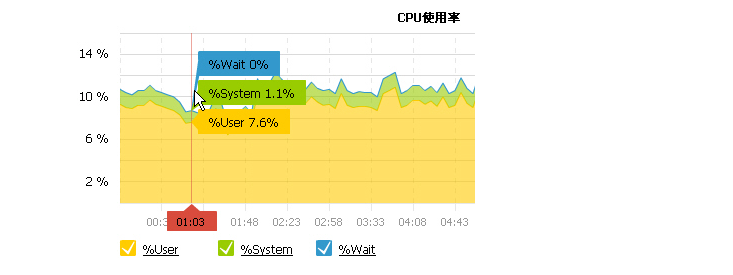 CPU使用率
14 %
%Wait 0%
%System 1.1%
10 %
%User 7.6%
6 %
2 %
01:03 01:48 02:23 02:58 03:33 04:08 04:43
%User %System %Wait